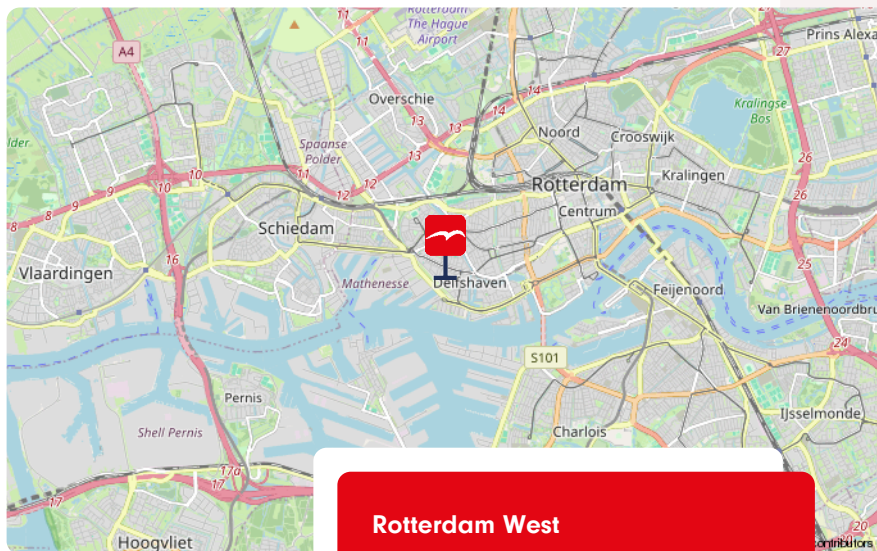 Rotterdam
The Hague
Airport
11
A4
11
27
Prins Alexa
14
14
Overschie
Kralingse
Bos
13
13
Noord
Crooswijk
Spaanse
Polder
13
26
10
10
11
12
12
Rotterdam
Kralingen
9
9
8
8
26
Centrum
Schiedam
16
25
Vlaardingen
Mathenesse
Delfshaven
Feijenoord
Van Brienenoordbru
24
S101
Pernis
IJsselmonde
Shell Pernis
Charlois
17a
17
17
Rotterdam West
20
Hoogvliet
contributors